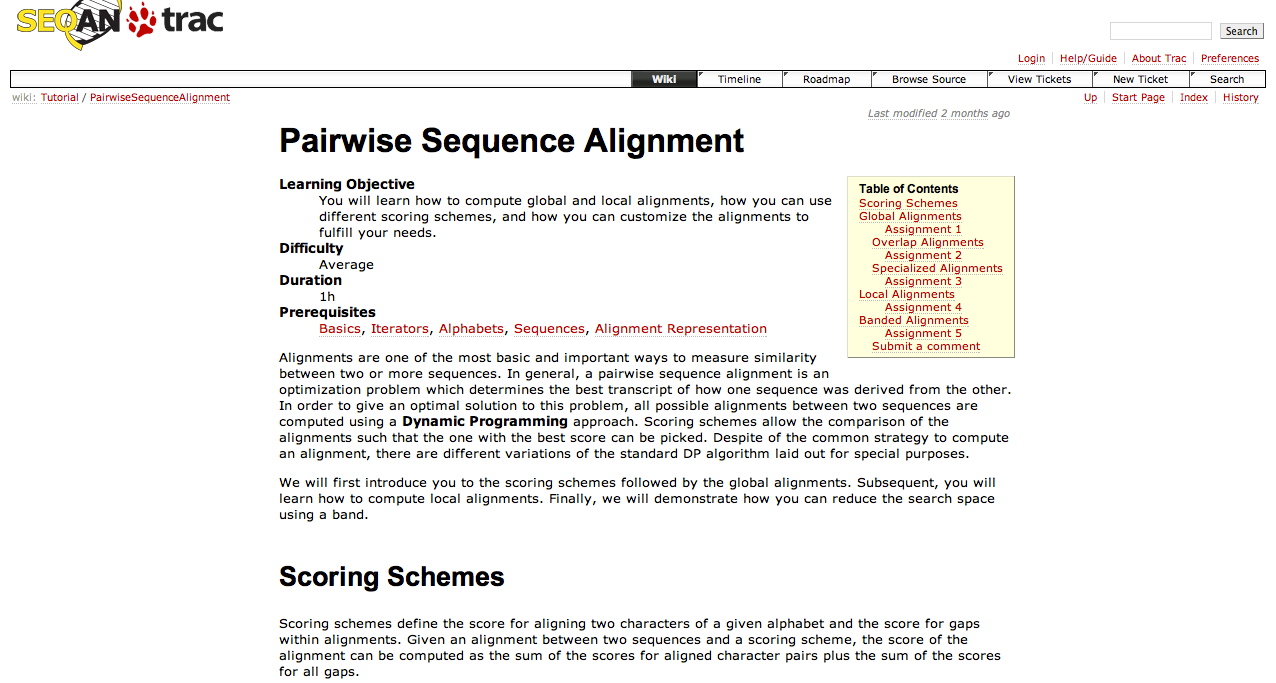 SEQAN trac
Search
Login Help/Guide About Trac Preferences
Wiki Timeline Roadmap Browse Source View Tickets New Ticket Search
wiki: Tutorial / PairwiseSequenceAlignment
Up Start Page Index History
Last modified 2 months ago
Pairwise Sequence Alignment
Learning Objective
You will learn how to compute global and local alignments, how you can use
different scoring schemes, and how you can customize the alignments to
fulfill your needs.
Difficulty
Average
Duration
1h
Prerequisites
Basics, Iterators, Alphabets, Sequences, Alignment Representation
Table of Contents
Scoring Schemes
Global Alignments
Assignment 1
Overlap Alignments
Assignment 2
Specialized Alignments
Assignment 3
Local Alignments
Assignment 4
Banded Alignments
Assignment 5
Submit a comment
Alignments are one of the most basic and important ways to measure similarity
between two or more sequences. In general, a pairwise sequence alignment is an
optimization problem which determines the best transcript of how one sequence was derived from the other.
In order to give an optimal solution to this problem, all possible alignments between two sequences are
computed using a Dynamic Programming approach. Scoring schemes allow the comparison of the
alignments such that the one with the best score can be picked. Despite of the common strategy to compute
an alignment, there are different variations of the standard DP algorithm laid out for special purposes.
We will first introduce you to the scoring schemes followed by the global alignments. Subsequent, you will
learn how to compute local alignments. Finally, we will demonstrate how you can reduce the search space
using a band.
Scoring Schemes
Scoring schemes define the score for aligning two characters of a given alphabet and the score for gaps
within alignments. Given an alignment between two sequences and a scoring scheme, the score of the
alignment can be computed as the sum of the scores for aligned character pairs plus the sum of the scores
for all gaps.